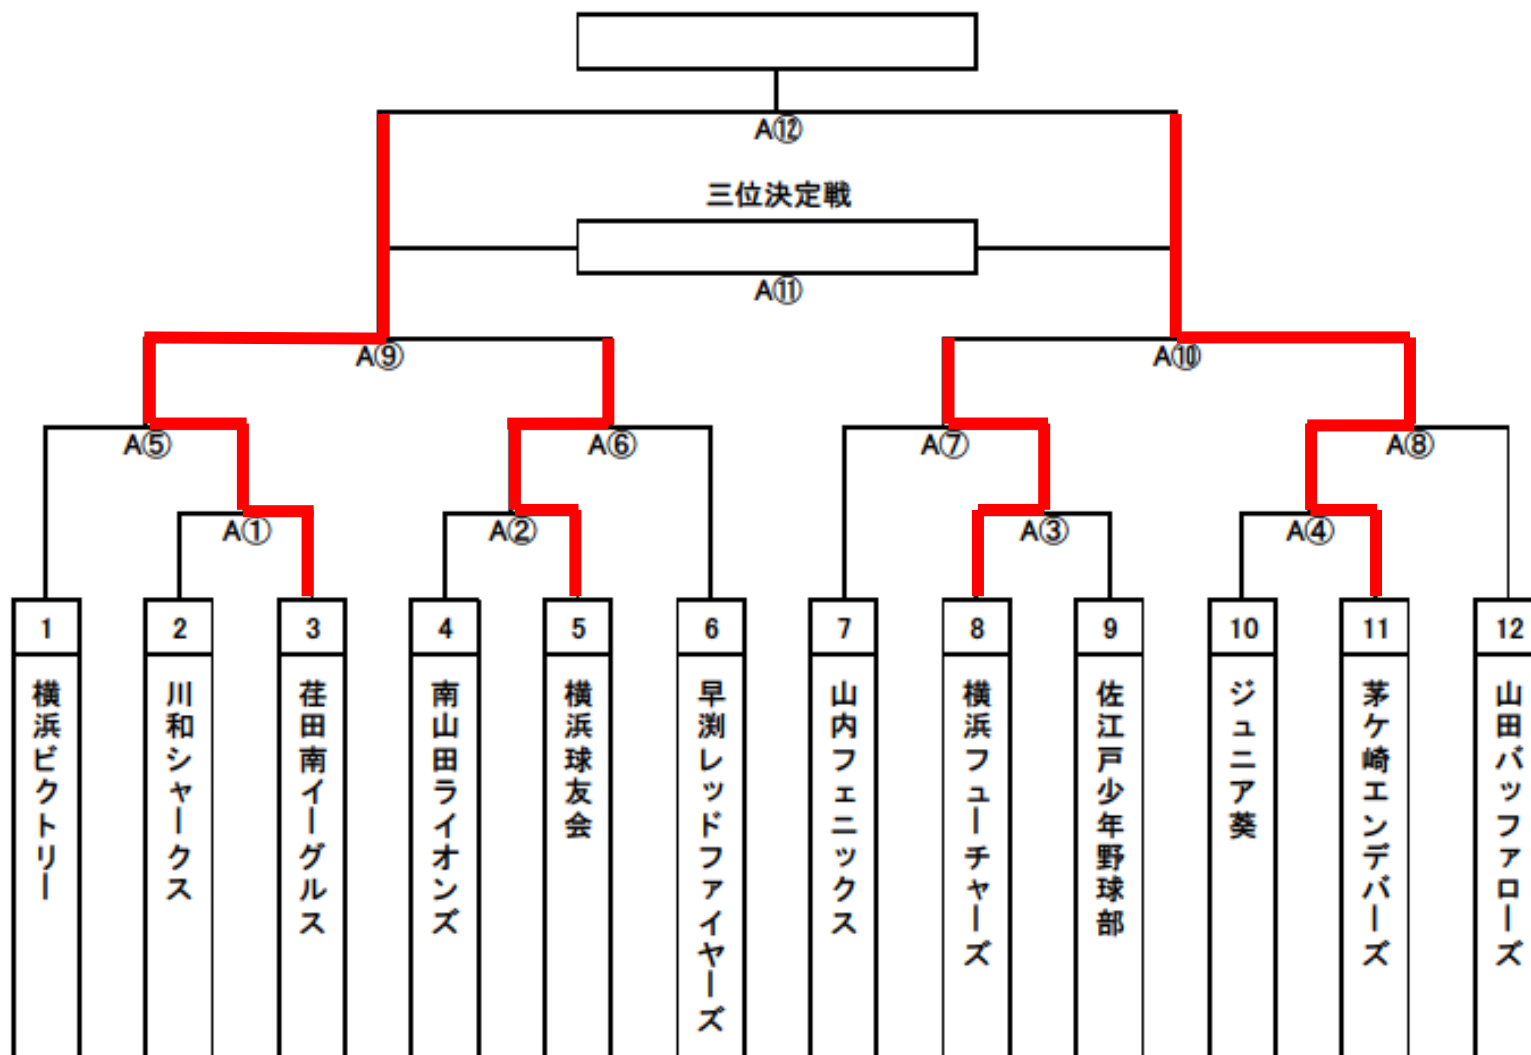 A⑫
三位決定戦
A⑪
A⑨
A⑩
A⑤
A⑥
A⑦
A⑧
A①
A②
A③
A④
1
2
3
4
5
6
7
8
9
10
11
12
横浜ビクトリー
川和シャークス
荏田南イーグルス
南山田ライオンズ
横浜球友会
早渕レッドファイヤーズ
山内フェニックス
横浜フューチャーズ
佐江戸少年野球部
ジュニア葵
茅ケ崎エンデバーズ
山田バッファローズ